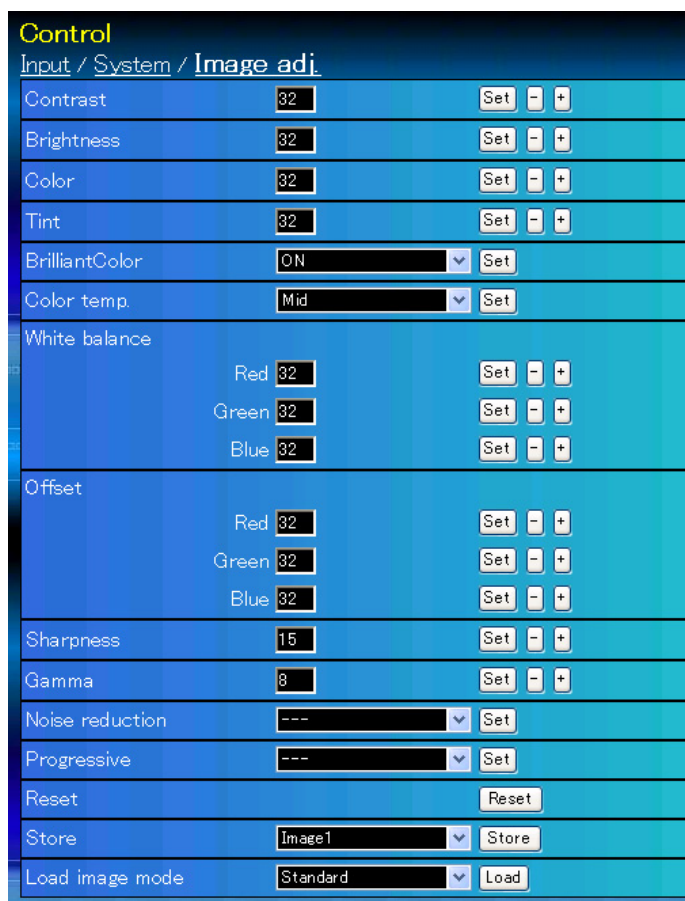 Control
Input / System / Image adj.
Contrast 32 Set - +
Brightness 32 Set - +
Color 32 Set - +
Tint 32 Set - +
BrilliantColor ON Set
Color temp. Mid Set
White balance
Red 32 Set - +
Green 32 Set - +
Blue 32 Set - +
Offset
Red 32 Set - +
Green 32 Set - +
Blue 32 Set - +
Sharpness 15 Set - +
Gamma 8 Set - +
Noise reduction --- Set
Progressive --- Set
Reset Reset
Store Image1 Store
Load image mode Standard Load